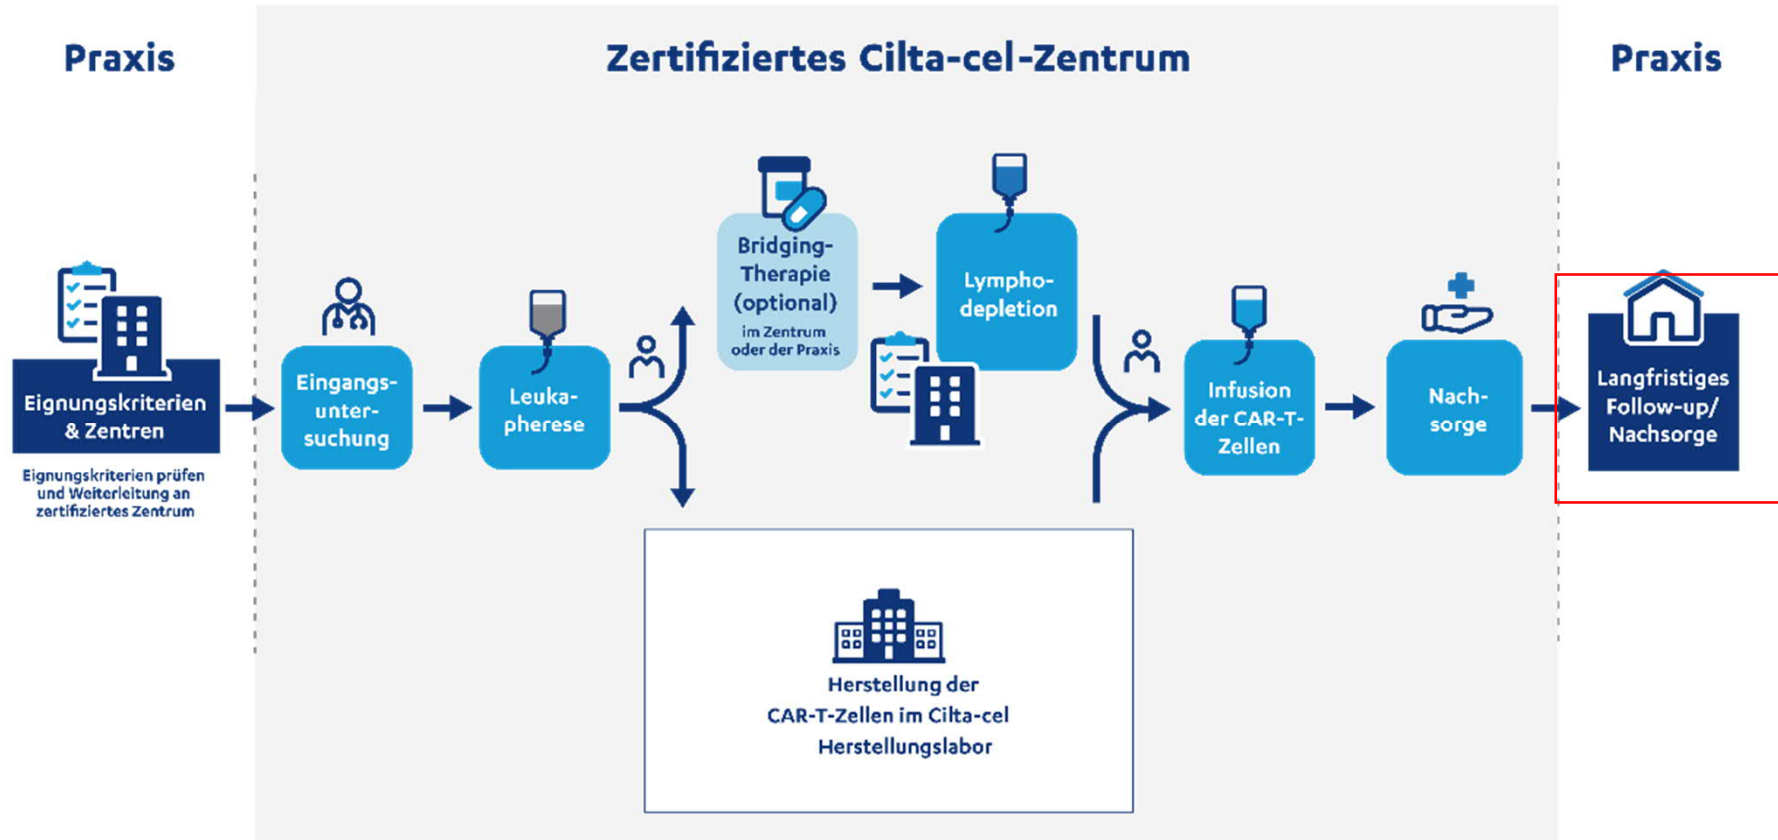 Praxis
Zertifiziertes Cilta-cel-Zentrum
Praxis
Eignungskriterien
& Zentren
Eignungskriterien prüfen
und Weiterleitung an
zertifiziertes Zentrum
Eingangs-
unter-
suchung
Leuka-
pherese
Bridging-
Therapie
(optional)
im Zentrum
oder der Praxis
Lympho-
depletion
Herstellung der
CAR-T-Zellen im Cilta-cel
Herstellungslabor
Infusion
der CAR-T-
Zellen
Nach-
sorge
Langfristiges
Follow-up/
Nachsorge